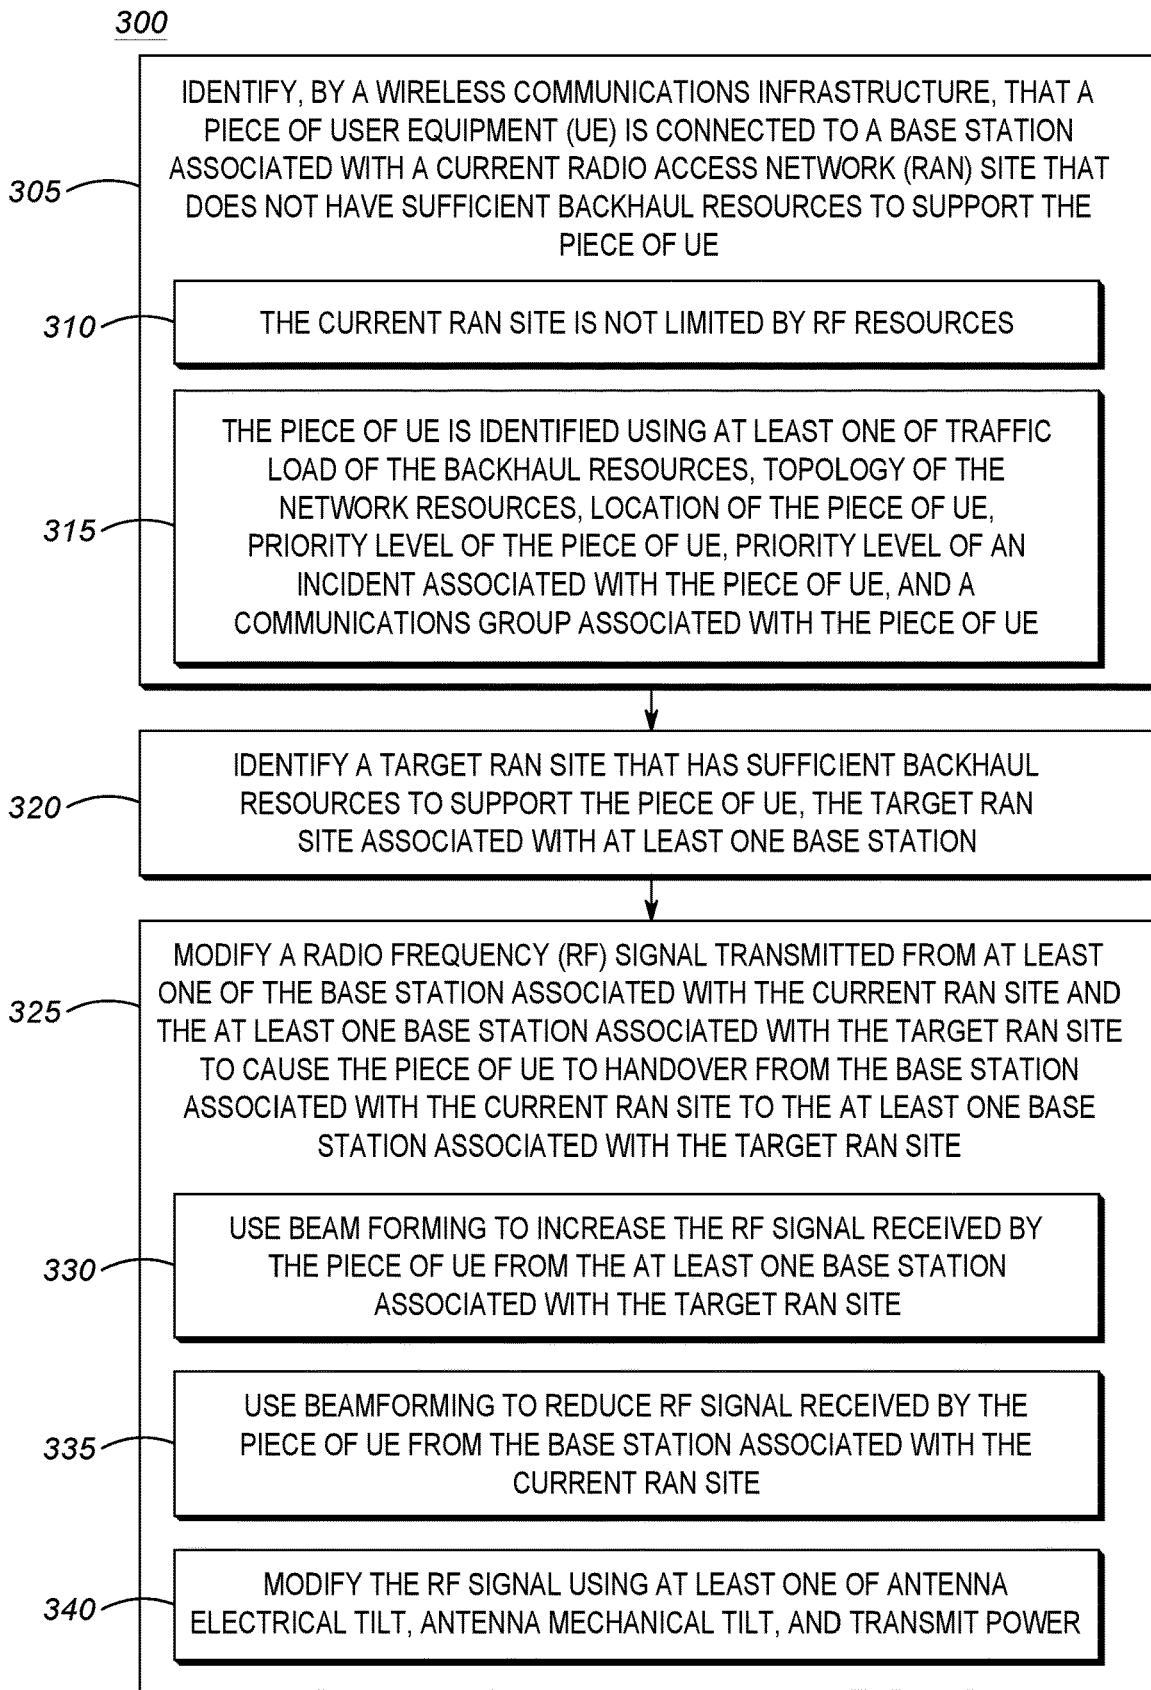 300
IDENTIFY, BY A WIRELESS COMMUNICATIONS INFRASTRUCTURE, THAT A
PIECE OF USER EQUIPMENT (UE) IS CONNECTED TO A BASE STATION
ASSOCIATED WITH A CURRENT RADIO ACCESS NETWORK (RAN) SITE THAT
DOES NOT HAVE SUFFICIENT BACKHAUL RESOURCES TO SUPPORT THE
PIECE OF UE
305
310
THE CURRENT RAN SITE IS NOT LIMITED BY RF RESOURCES
315
THE PIECE OF UE IS IDENTIFIED USING AT LEAST ONE OF TRAFFIC
LOAD OF THE BACKHAUL RESOURCES, TOPOLOGY OF THE
NETWORK RESOURCES, LOCATION OF THE PIECE OF UE,
PRIORITY LEVEL OF THE PIECE OF UE, PRIORITY LEVEL OF AN
INCIDENT ASSOCIATED WITH THE PIECE OF UE, AND A
COMMUNICATIONS GROUP ASSOCIATED WITH THE PIECE OF UE
320
IDENTIFY A TARGET RAN SITE THAT HAS SUFFICIENT BACKHAUL
RESOURCES TO SUPPORT THE PIECE OF UE, THE TARGET RAN
SITE ASSOCIATED WITH AT LEAST ONE BASE STATION
325
MODIFY A RADIO FREQUENCY (RF) SIGNAL TRANSMITTED FROM AT LEAST
ONE OF THE BASE STATION ASSOCIATED WITH THE CURRENT RAN SITE AND
THE AT LEAST ONE BASE STATION ASSOCIATED WITH THE TARGET RAN SITE
TO CAUSE THE PIECE OF UE TO HANDOVER FROM THE BASE STATION
ASSOCIATED WITH THE CURRENT RAN SITE TO THE AT LEAST ONE BASE
STATION ASSOCIATED WITH THE TARGET RAN SITE
330
USE BEAM FORMING TO INCREASE THE RF SIGNAL RECEIVED BY
THE PIECE OF UE FROM THE AT LEAST ONE BASE STATION
ASSOCIATED WITH THE TARGET RAN SITE
335
USE BEAMFORMING TO REDUCE RF SIGNAL RECEIVED BY THE
PIECE OF UE FROM THE BASE STATION ASSOCIATED WITH THE
CURRENT RAN SITE
340
MODIFY THE RF SIGNAL USING AT LEAST ONE OF ANTENNA
ELECTRICAL TILT, ANTENNA MECHANICAL TILT, AND TRANSMIT POWER